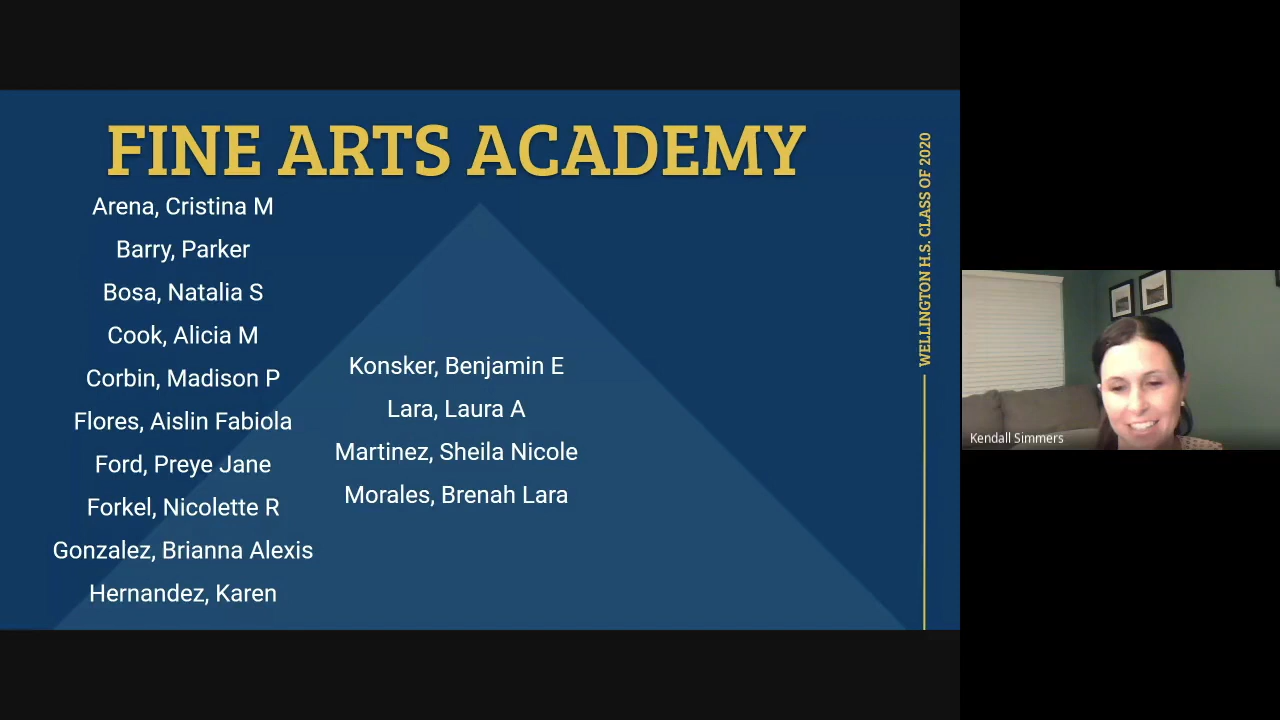 FINE ARTS ACADEMY
Arena, Cristina M
Barry, Parker
Bosa, Natalia S
Cook, Alicia M
Corbin, Madison P
Flores, Aislin Fabiola
Ford, Preye Jane
Forkel, Nicolette R
Gonzalez, Brianna Alexis
Hernandez, Karen
Konsker, Benjamin E
Lara, Laura A
Martinez, Sheila Nicole
Morales, Brenah Lara
WELLINGTON H.S. CLASS OF 2020
Kendall Simmers